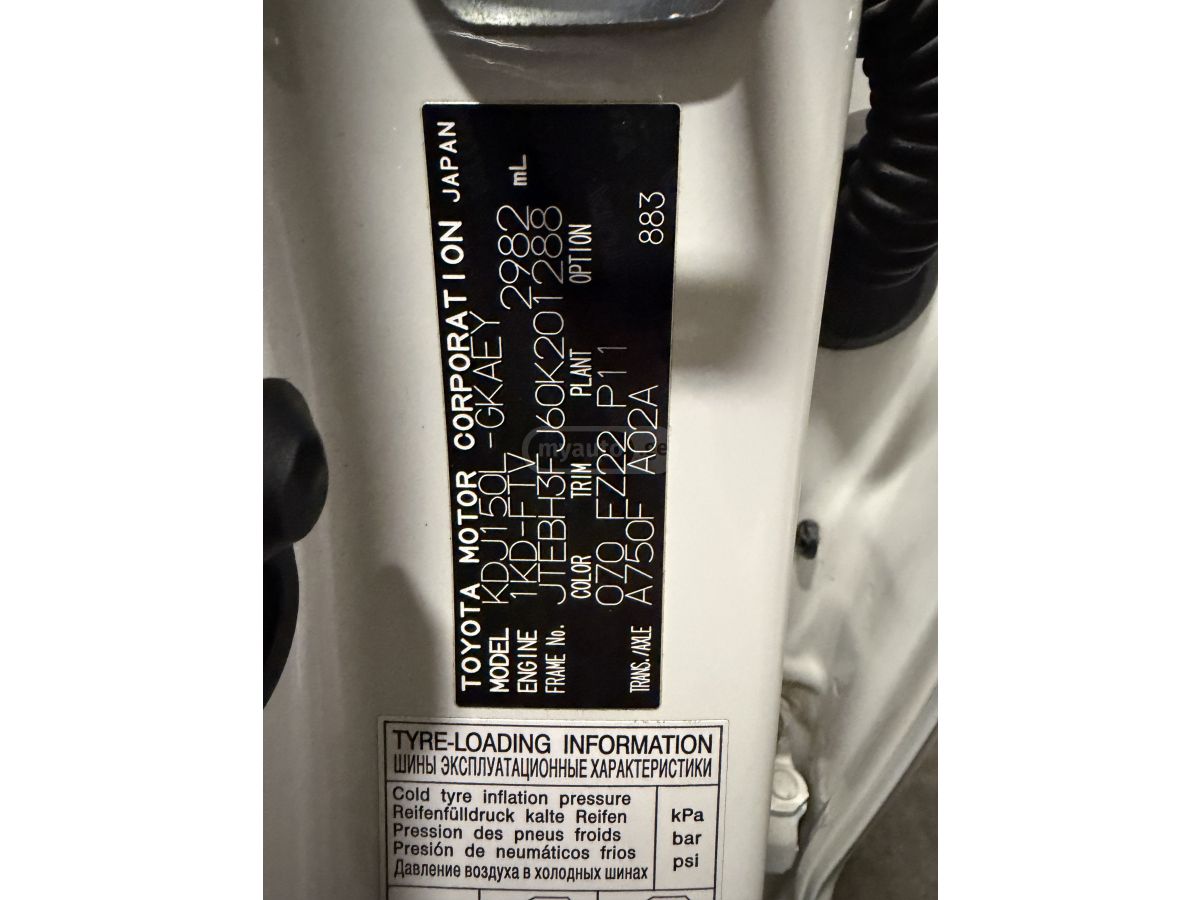 TOYOTA MOTOR CORPORATION JAPAN
MODEL KDJ150L -GKAEY
ENGINE 1KD-FTV 2982 mL
FRAME No. JTEBH3FJ60K201288
COLOR TRIM PLANT OPTION
070 FZ22 P11
TRANS./AXLE A750F A02A 883
myauto.ge
TYRE-LOADING INFORMATION
ШИНЫ ЭКСПЛУАТАЦИОННЫЕ ХАРАКТЕРИСТИКИ
Cold tyre inflation pressure
Reifenfülldruck kalte Reifen
Pression des pneus froids
Presión de neumáticos frios
Давление воздуха в холодных шинах
kPa
bar
psi